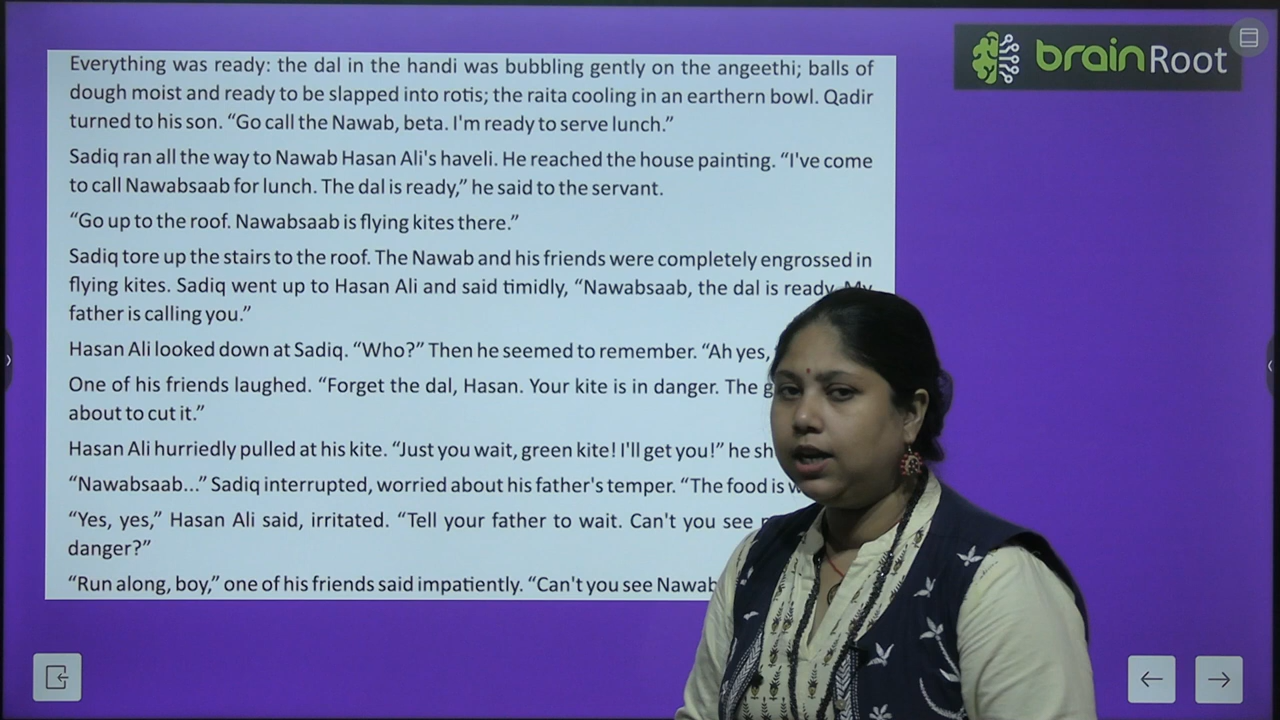 brainRoot
Everything was ready: the dal in the handi was bubbling gently on the angeethi; balls of
dough moist and ready to be slapped into rotis; the raita cooling in an earthern bowl. Qadir
turned to his son. “Go call the Nawab, beta. I'm ready to serve lunch.”
Sadiq ran all the way to Nawab Hasan Ali's haveli. He reached the house painting. “I've come
to call Nawabsaab for lunch. The dal is ready,” he said to the servant.
“Go up to the roof. Nawabsaab is flying kites there.”
Sadiq tore up the stairs to the roof. The Nawab and his friends were completely engrossed in
flying kites. Sadiq went up to Hasan Ali and said timidly, “Nawabsaab, the dal is ready. My
father is calling you.”
Hasan Ali looked down at Sadiq. “Who?” Then he seemed to remember. “Ah yes,
One of his friends laughed. “Forget the dal, Hasan. Your kite is in danger. The
about to cut it.”
Hasan Ali hurriedly pulled at his kite. “Just you wait, green kite! I'll get you!” he
“Nawabsaab...” Sadiq interrupted, worried about his father's temper. “The food is
“Yes, yes,” Hasan Ali said, irritated. “Tell your father to wait. Can't you see
danger?”
“Run along, boy,” one of his friends said impatiently. “Can't you see